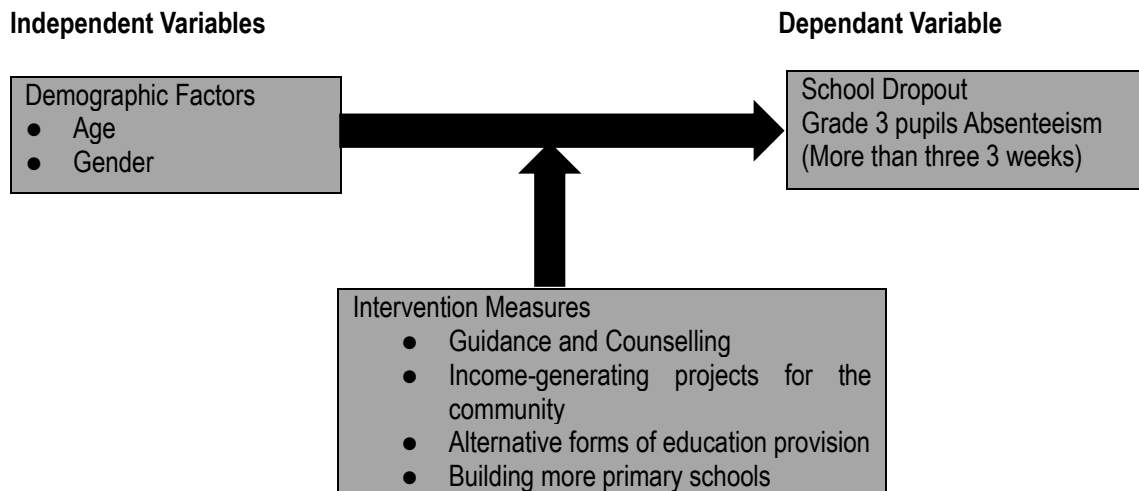 Independent Variables
Dependant Variable
Demographic Factors
● Age
● Gender
School Dropout
Grade 3 pupils Absenteeism
(More than three 3 weeks)
Intervention Measures
● Guidance and Counselling
● Income-generating projects for the
community
● Alternative forms of education provision
● Building more primary schools